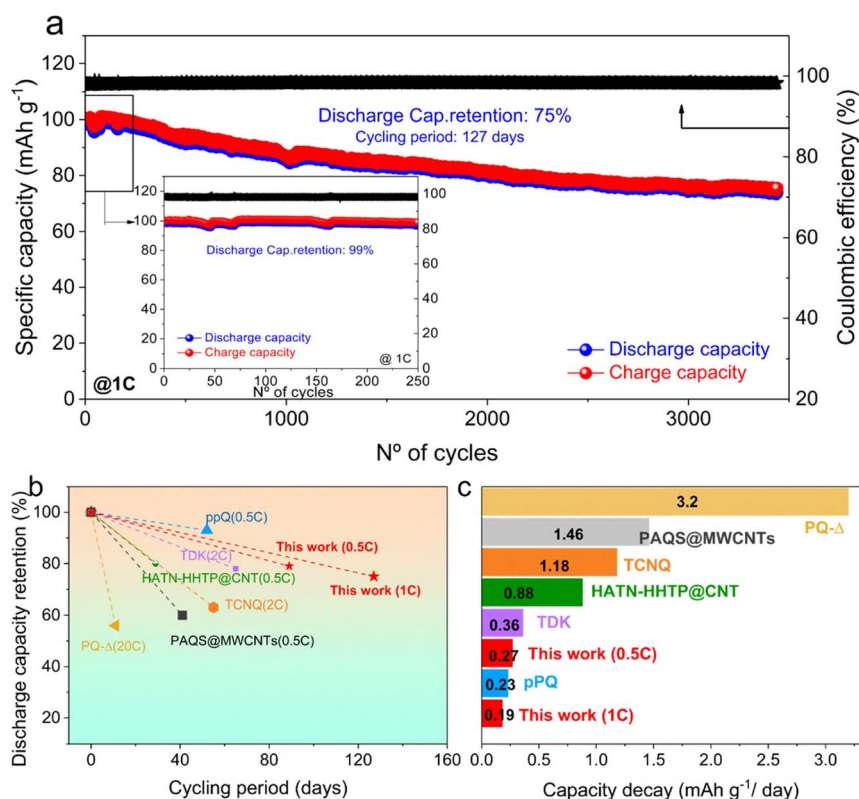 a
Specific capacity (mAh g⁻¹)
120
100
80
60
40
20
0
Discharge Cap.retention: 75%
Cycling period: 127 days
120
100
80
60
40
20
0
Discharge Cap.retention: 99%
Discharge capacity
Charge capacity
@ 1C
100
80
60
40
20
0
0 50 100 150 200 250
Nº of cycles
@1C
Discharge capacity
Charge capacity
100
80
60
40
20
Coulombic efficiency (%)
0 1000 2000 3000
Nº of cycles
b
Discharge capacity retention (%)
100
80
60
40
20
ppQ(0.5C)
TDK(2C)
This work (0.5C)
HATN-HHTP@CNT(0.5C)
This work (1C)
TCNQ(2C)
PQ-Δ(20C)
PAQS@MWCNTs(0.5C)
0 40 80 120 160
Cycling period (days)
c
3.2
PQ-Δ
1.46
PAQS@MWCNTs
1.18
TCNQ
0.88
HATN-HHTP@CNT
0.36
TDK
0.27
This work (0.5C)
0.23
pPQ
0.19
This work (1C)
0.0 0.5 1.0 1.5 2.0 2.5 3.0
Capacity decay (mAh g⁻¹/ day)